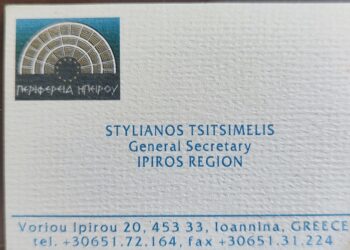 ΠΕΡΙΦΕΡΕΙΑ ΗΠΕΙΡΟΥ
STYLIANOS TSITSIMELIS
General Secretary
IPIROS REGION
Voriou Ipirou 20, 453 33, Ioannina, GREECE
tel. +30651.72.164, fax +30651.31.224